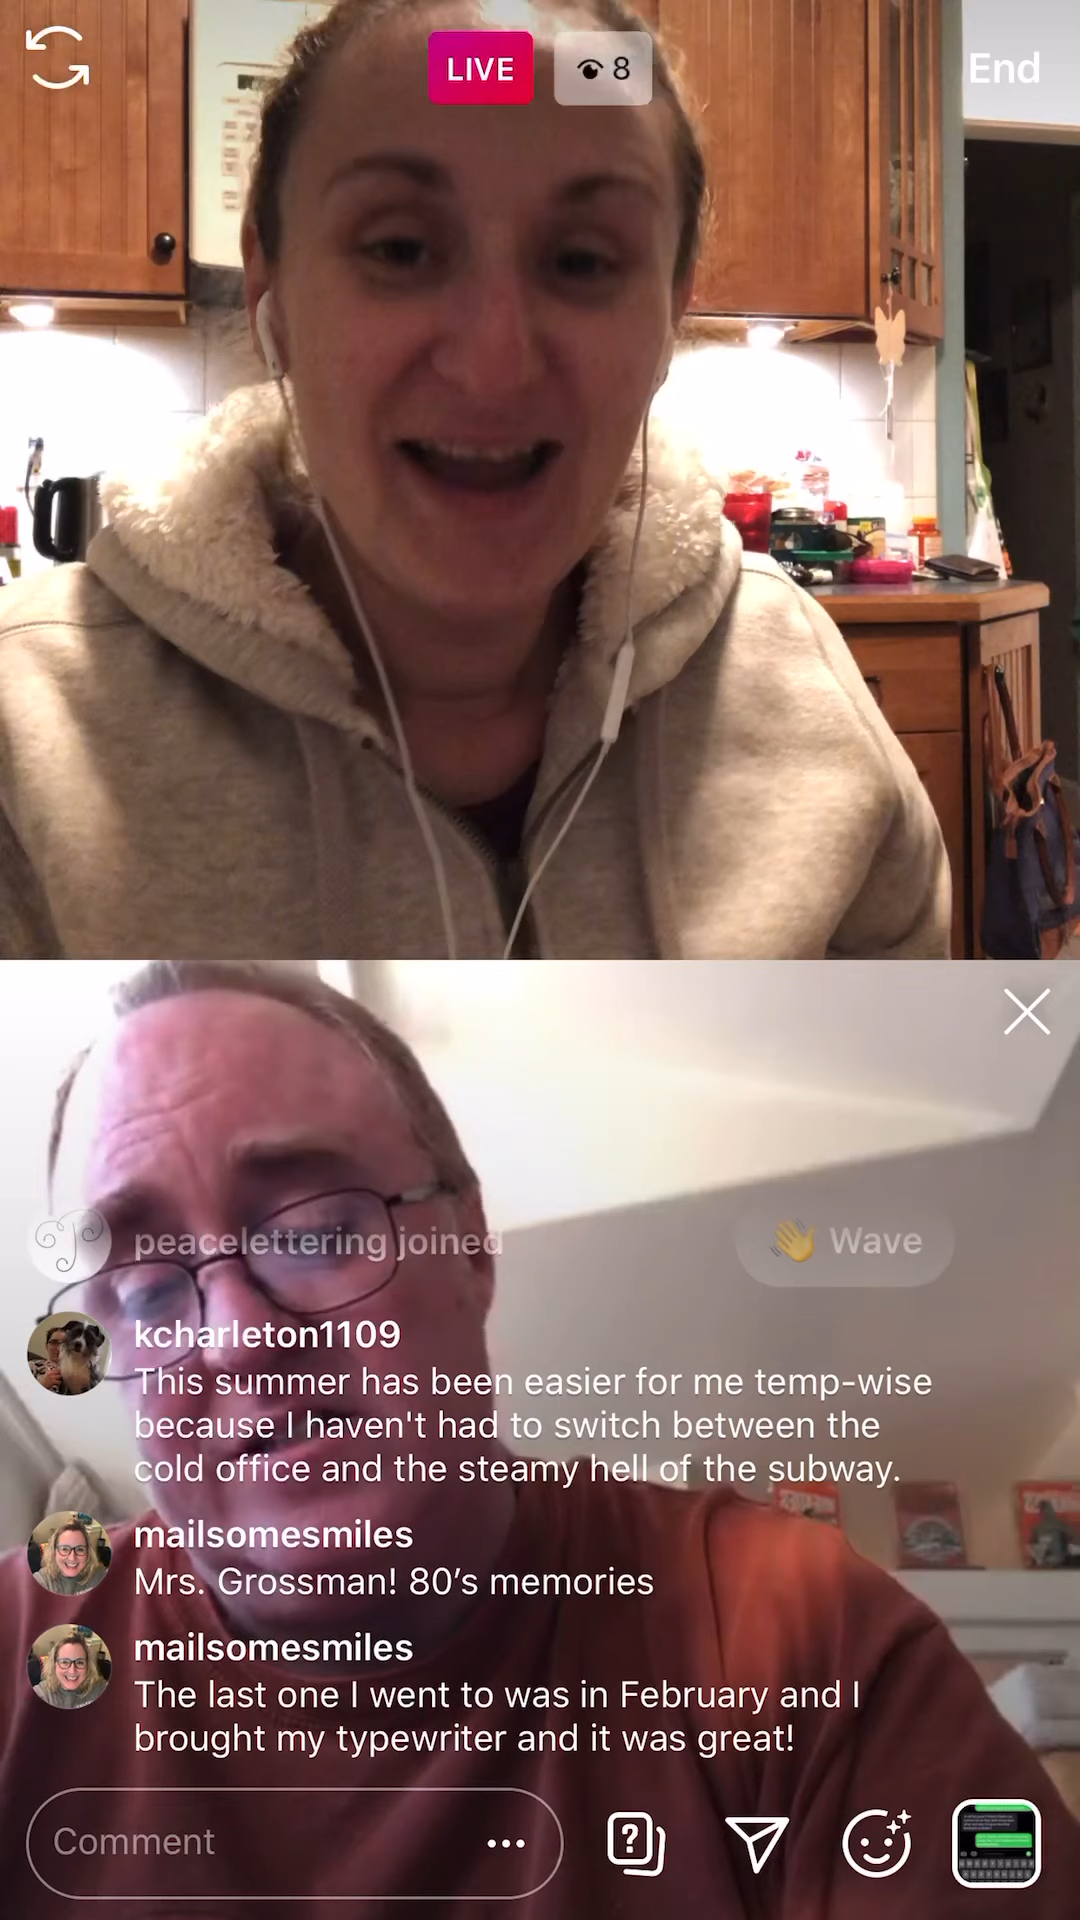 LIVE
8
End
peacelettering joined
👋 Wave
kcharleton1109
This summer has been easier for me temp-wise
because I haven't had to switch between the
cold office and the steamy hell of the subway.
mailsomesmiles
Mrs. Grossman! 80's memories
mailsomesmiles
The last one I went to was in February and I
brought my typewriter and it was great!
Comment